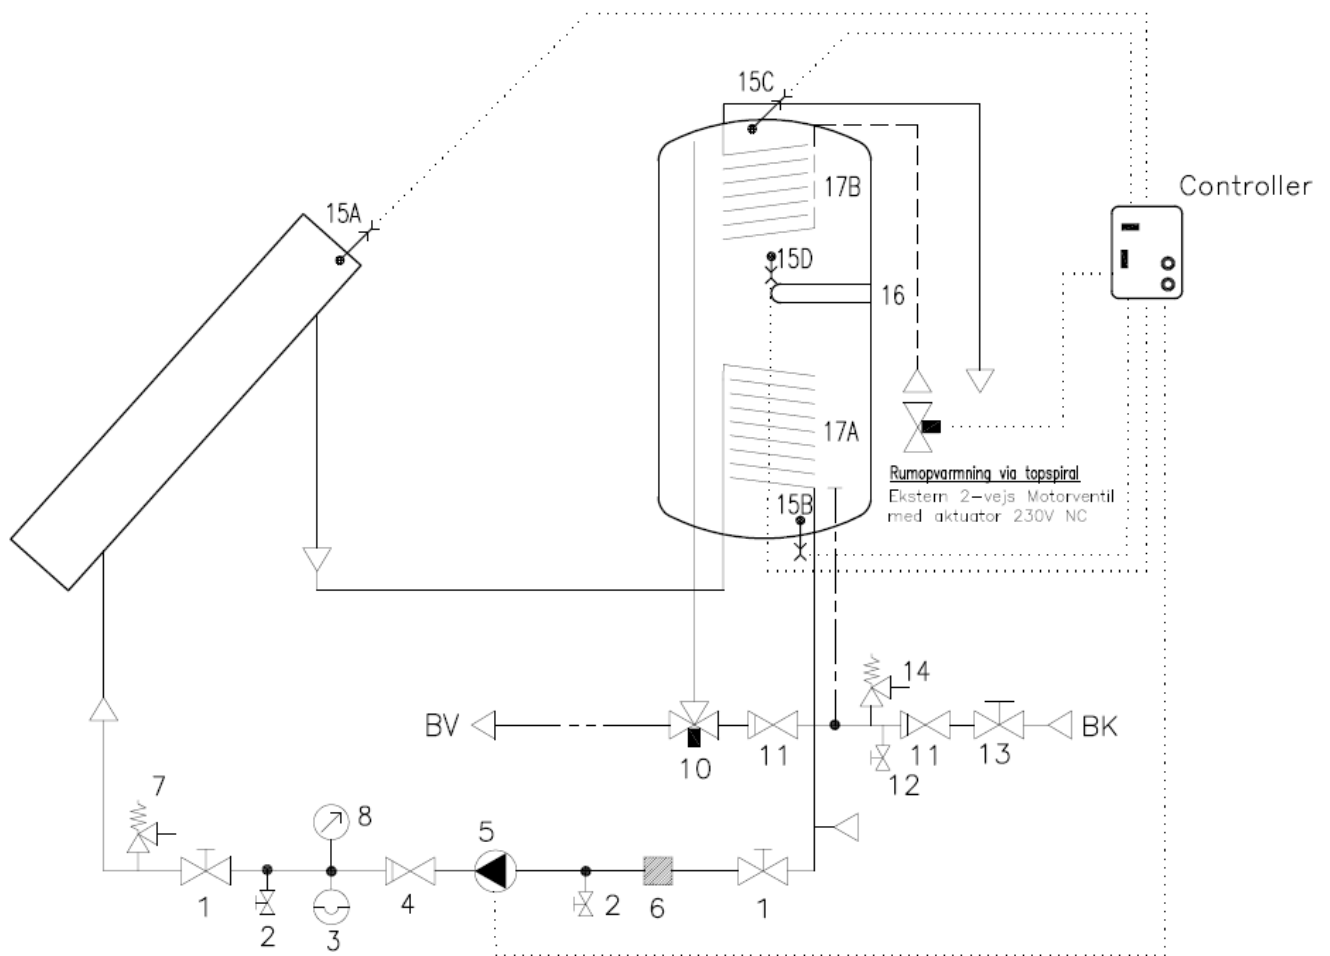 15C
Controller
17B
15A
15D
16
17A
Rumopvarmning via topspiral
Ekstern 2-vejs Motorventil
med aktuator 230V NC
15B
14
BV
BK
10
11
12
11
13
7
8
5
1
2
3
4
2
6
1